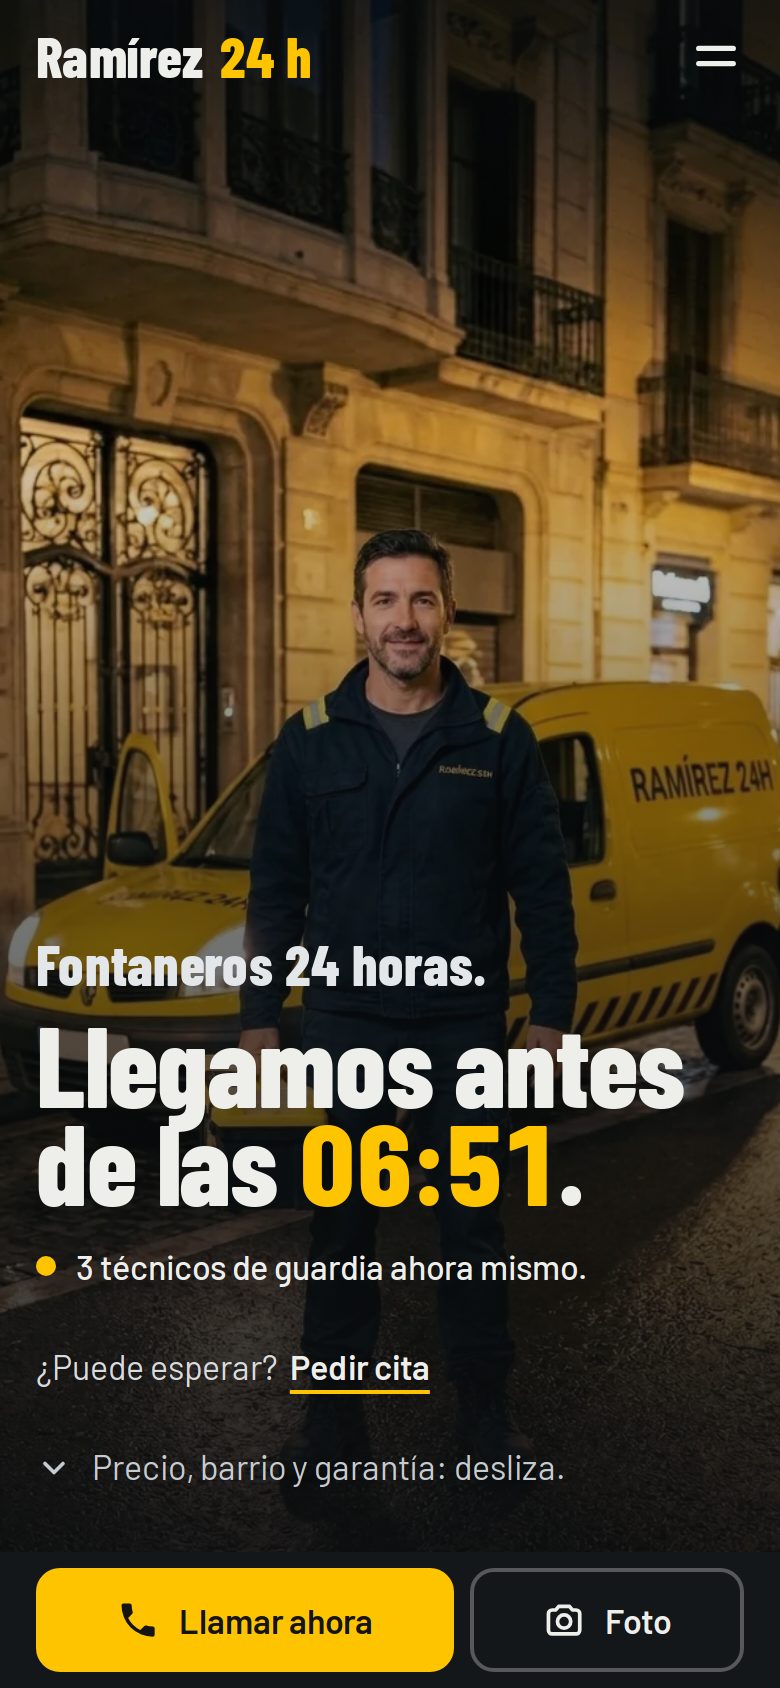 Ramírez 24 h
RAMÍREZ 24H
Fontaneros 24 horas.
Llegamos antes
de las 06:51.
3 técnicos de guardia ahora mismo.
¿Puede esperar? Pedir cita
Precio, barrio y garantía: desliza.
Llamar ahora
Foto